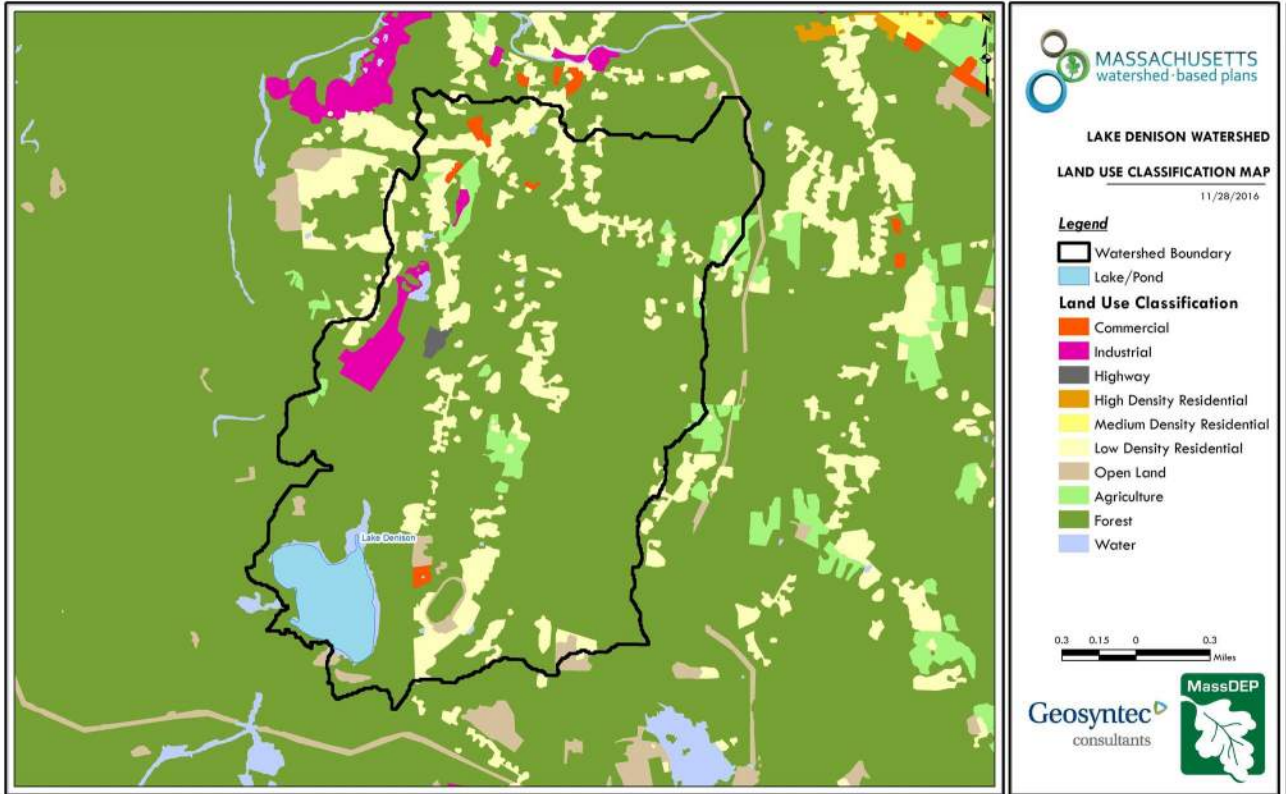 Lake Denison
MASSACHUSETTS
watershed-based plans
LAKE DENISON WATERSHED
LAND USE CLASSIFICATION MAP
11/28/2016
Legend
Watershed Boundary
Lake/Pond
Land Use Classification
Commercial
Industrial
Highway
High Density Residential
Medium Density Residential
Low Density Residential
Open Land
Agriculture
Forest
Water
0.3 0.15 0 0.3
Miles
Geosyntec
consultants
MassDEP